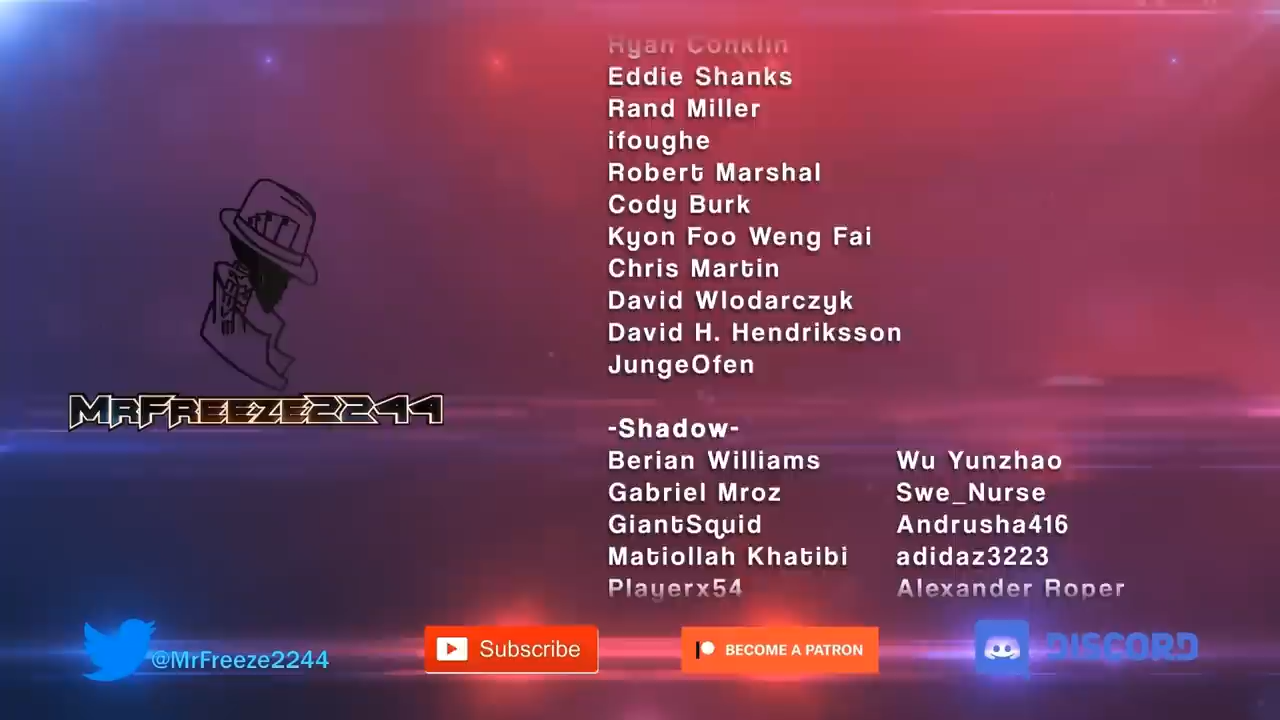 Ryan Conklin
Eddie Shanks
Rand Miller
ifoughe
Robert Marshal
Cody Burk
Kyon Foo Weng Fai
Chris Martin
David Wlodarczyk
David H. Hendriksson
JungeOfen
-Shadow-
Berian Williams Wu Yunzhao
Gabriel Mroz Swe_Nurse
GiantSquid Andrusha416
Matiollah Khatibi adidaz3223
Playerx54 Alexander Roper
MrFreeze2244
@MrFreeze2244
Subscribe
BECOME A PATRON
DISCORD